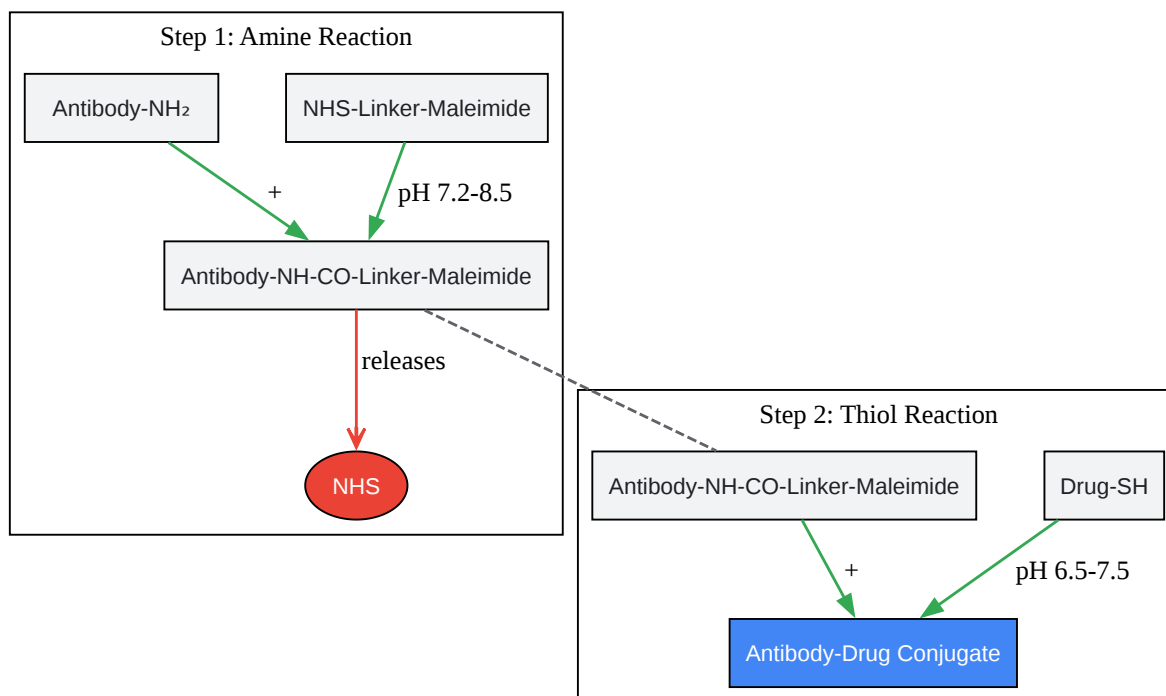 Step 1: Amine Reaction
Antibody-NH₂
NHS-Linker-Maleimide
+
pH 7.2-8.5
Antibody-NH-CO-Linker-Maleimide
releases
NHS
Step 2: Thiol Reaction
Antibody-NH-CO-Linker-Maleimide
Drug-SH
+
pH 6.5-7.5
Antibody-Drug Conjugate